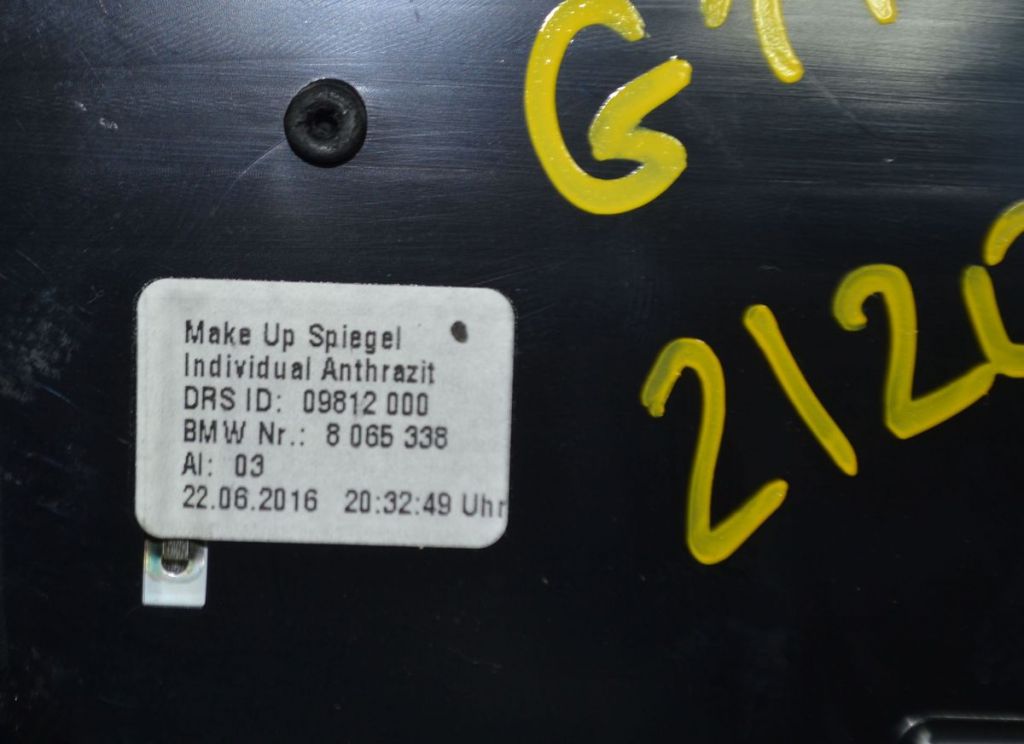 G
212
Make Up Spiegel
Individual Anthrazit
DRS ID: 09812 000
BMW Nr.: 8 065 338
AI: 03
22.06.2016 20:32:49 Uhr